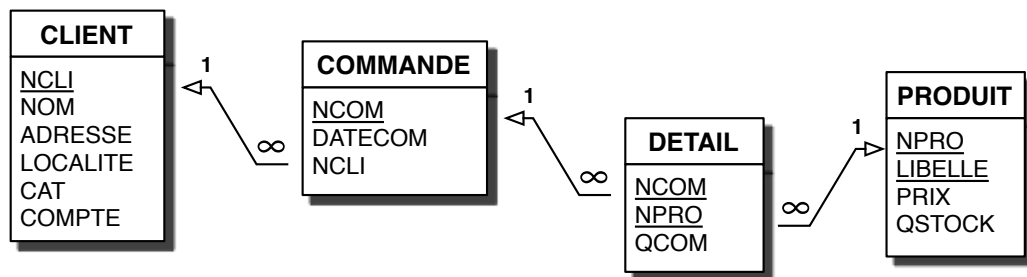 CLIENT
NCLI
NOM
ADRESSE
LOCALITE
CAT
COMPTE
1
∞
COMMANDE
NCOM
DATECOM
NCLI
1
∞
DETAIL
NCOM
NPRO
QCOM
∞
1
PRODUIT
NPRO
LIBELLE
PRIX
QSTOCK